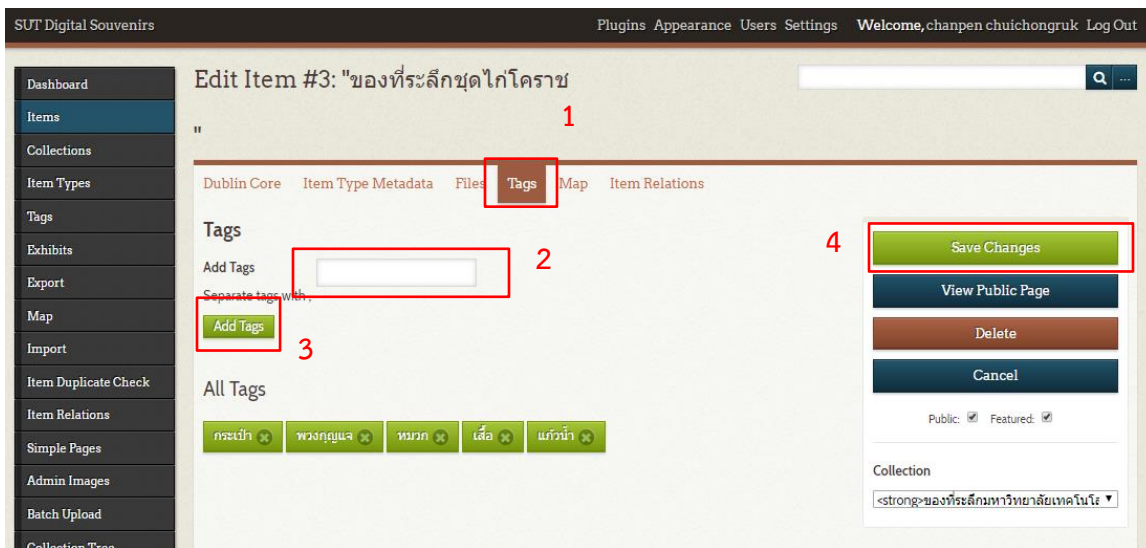 SUT Digital Souvenirs
Plugins Appearance Users Settings Welcome, chanpen chuichongruk Log Out
Edit Item #3: "ของที่ระลึกชุดไก่โคราช
"
...
1
Dashboard
Items
Collections
Item Types
Tags
Exhibits
Export
Map
Import
Item Duplicate Check
Item Relations
Simple Pages
Admin Images
Batch Upload
Collection Tree
Dublin Core Item Type Metadata Files Tags Map Item Relations
Tags
Add Tags
2
Separate tags with ,
Add Tags
3
All Tags
กระเป๋า พวงกุญแจ หมวก เสื้อ แก้วน้ำ
4
Save Changes
View Public Page
Delete
Cancel
Public: Featured:
Collection
<strong>ของที่ระลึกมหาวิทยาลัยเทคโนโล